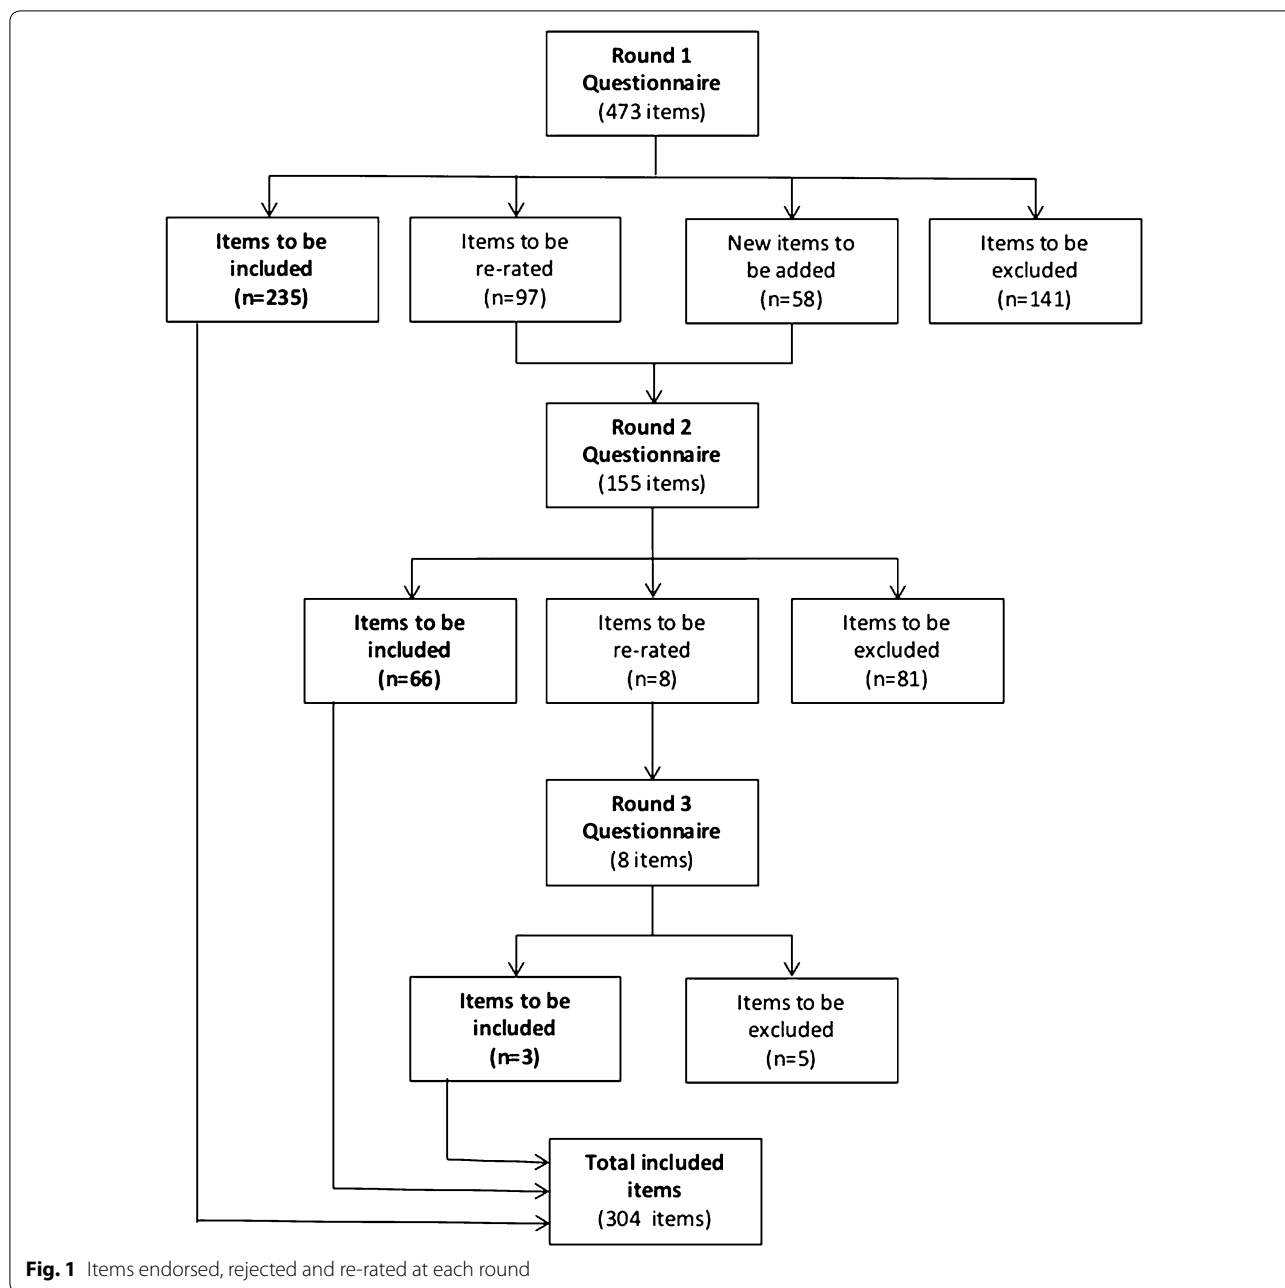 Round 1
Questionnaire
(473 items)
Items to be
included
(n=235)
Items to be
re-rated
(n=97)
New items to
be added
(n=58)
Items to be
excluded
(n=141)
Round 2
Questionnaire
(155 items)
Items to be
included
(n=66)
Items to be
re-rated
(n=8)
Items to be
excluded
(n=81)
Round 3
Questionnaire
(8 items)
Items to be
included
(n=3)
Items to be
excluded
(n=5)
Total included
items
(304 items)
Fig. 1 Items endorsed, rejected and re-rated at each round